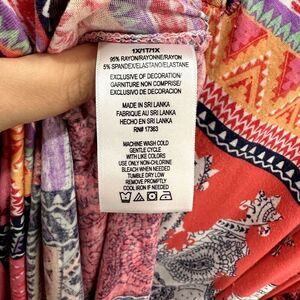 1X/1T/1X
95% RAYON/RAYONNE/RAYON
5% SPANDEX/ELASTANO/ELASTANE
EXCLUSIVE OF DECORATION/
GARNITURE NON COMPRISE/
EXCLUSIVO DE DECORACION
MADE IN SRI LANKA
FABRIQUE AU SRI LANKA
HECHO EN SRI LANKA
RN# 17363
MACHINE WASH COLD
GENTLE CYCLE
WITH LIKE COLORS
USE ONLY NON-CHLORINE
BLEACH WHEN NEEDED
TUMBLE DRY LOW
REMOVE PROMPTLY
COOL IRON IF NEEDED